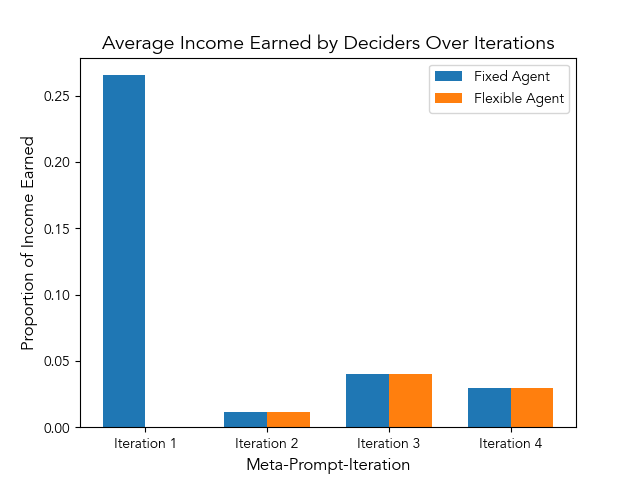 Average Income Earned by Deciders Over Iterations
Fixed Agent
Flexible Agent
Proportion of Income Earned
0.25
0.20
0.15
0.10
0.05
0.00
Iteration 1 Iteration 2 Iteration 3 Iteration 4
Meta-Prompt-Iteration